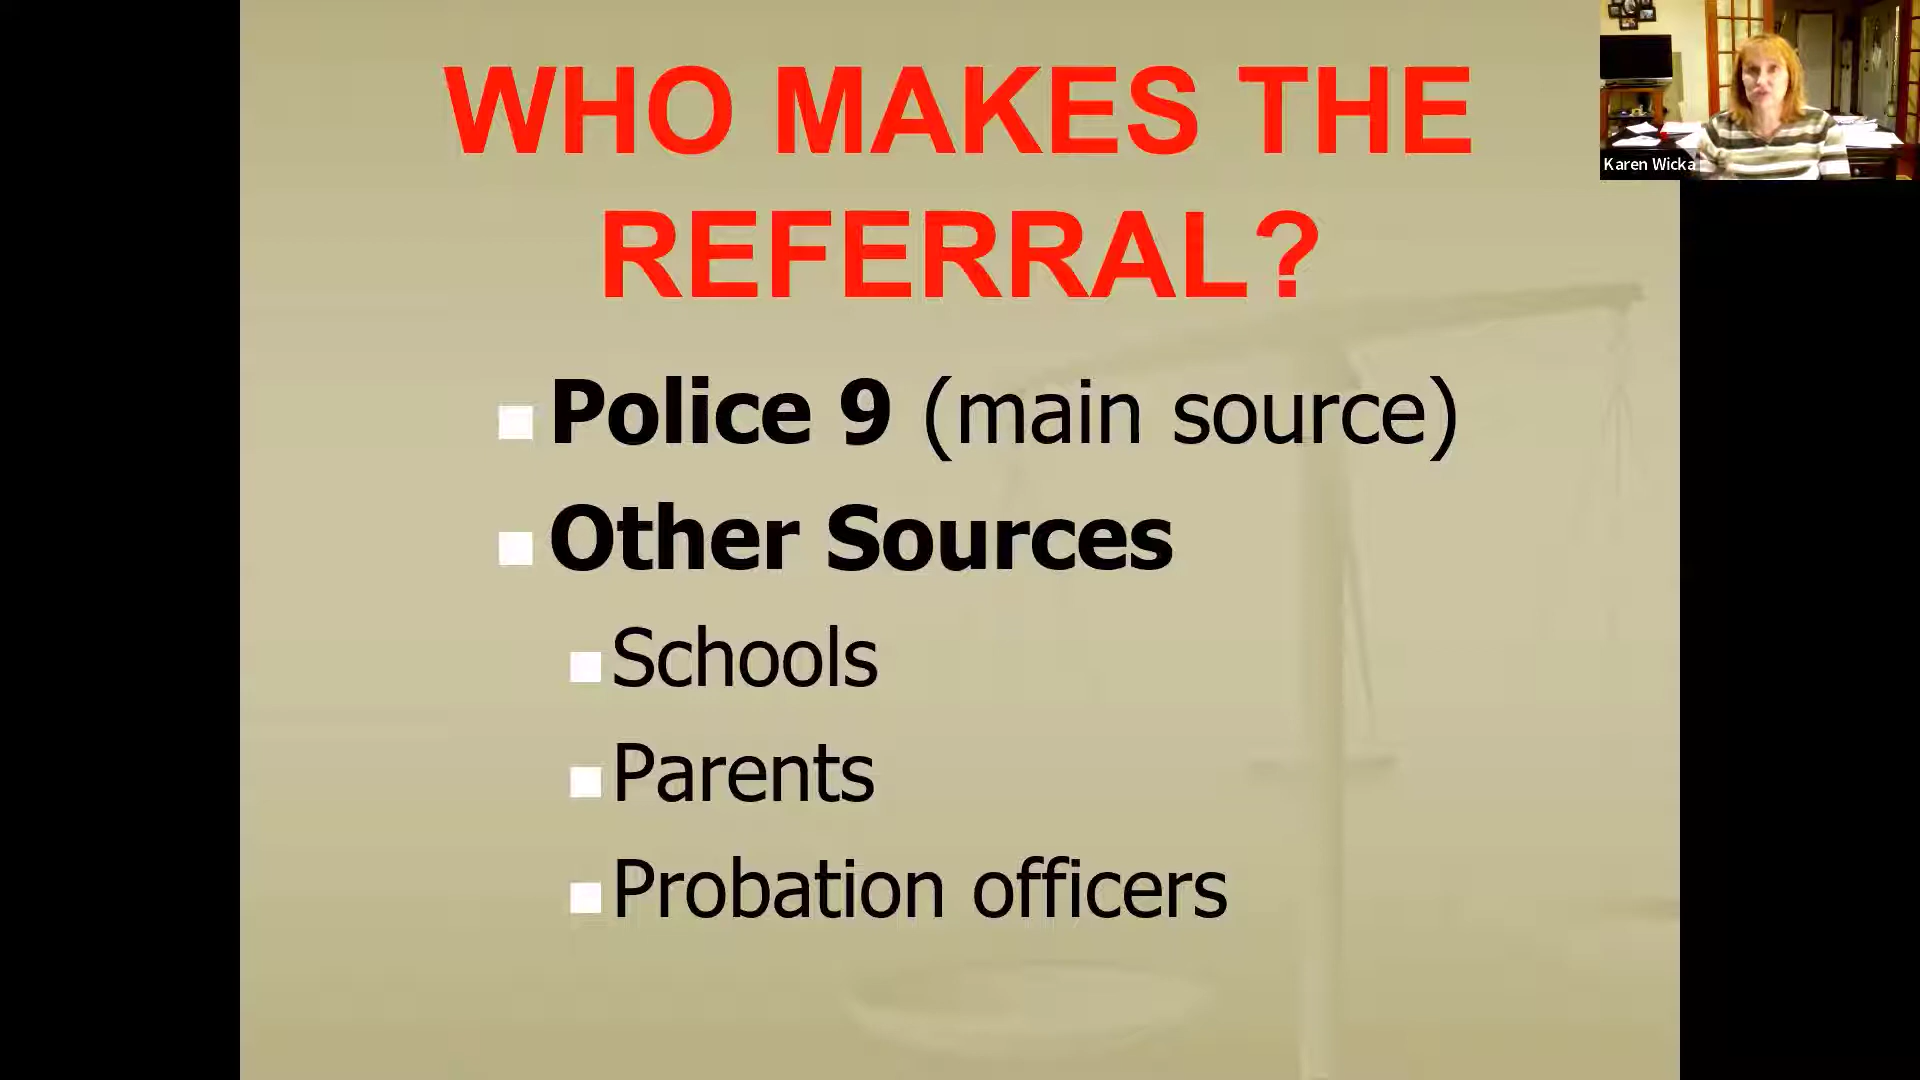 WHO MAKES THE
REFERRAL?
Police 9 (main source)
Other Sources
Schools
Parents
Probation officers
Karen Wicka